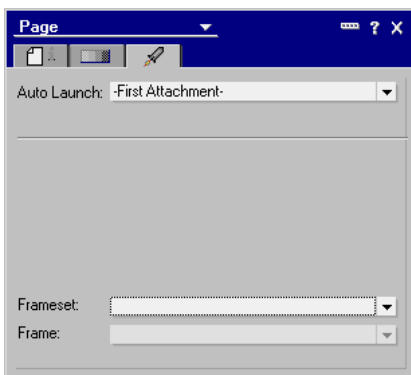 Page
?
X
Auto Launch: -First Attachment-
Frameset:
Frame: